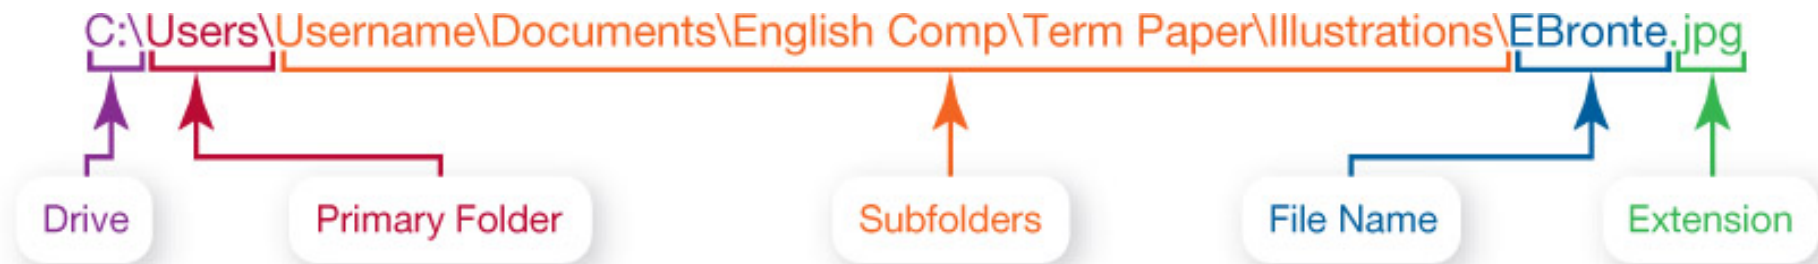 C:\Users\Username\Documents\English Comp\Term Paper\Illustrations\EBronte.jpg
Drive
Primary Folder
Subfolders
File Name
Extension